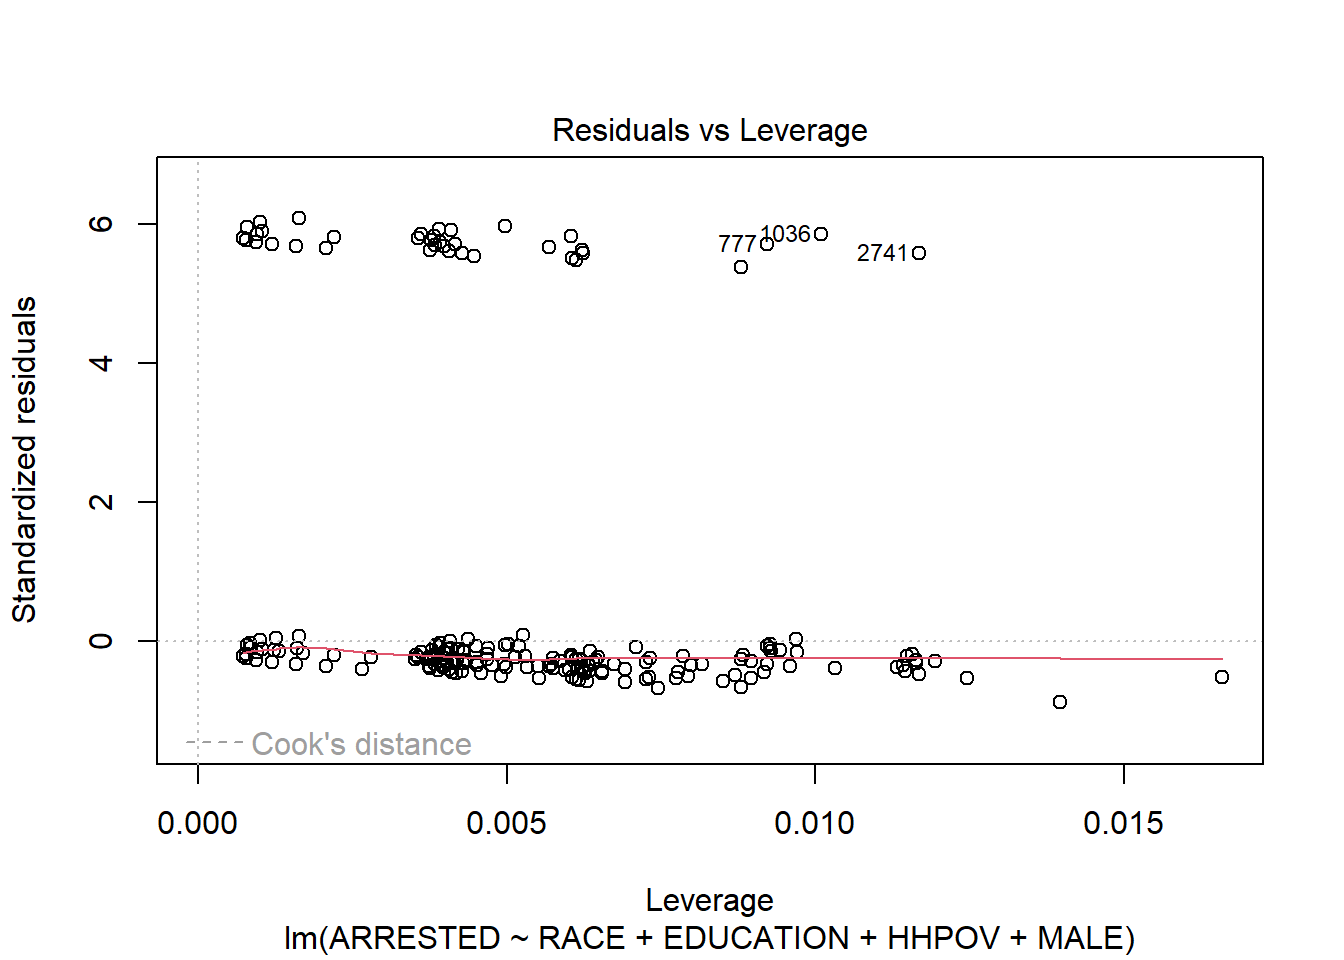 Residuals vs Leverage
Standardized residuals
6
4
2
0
777
1036
2741
Cook's distance
0.000
0.005
0.010
0.015
Leverage
lm(ARRESTED ~ RACE + EDUCATION + HHPOV + MALE)